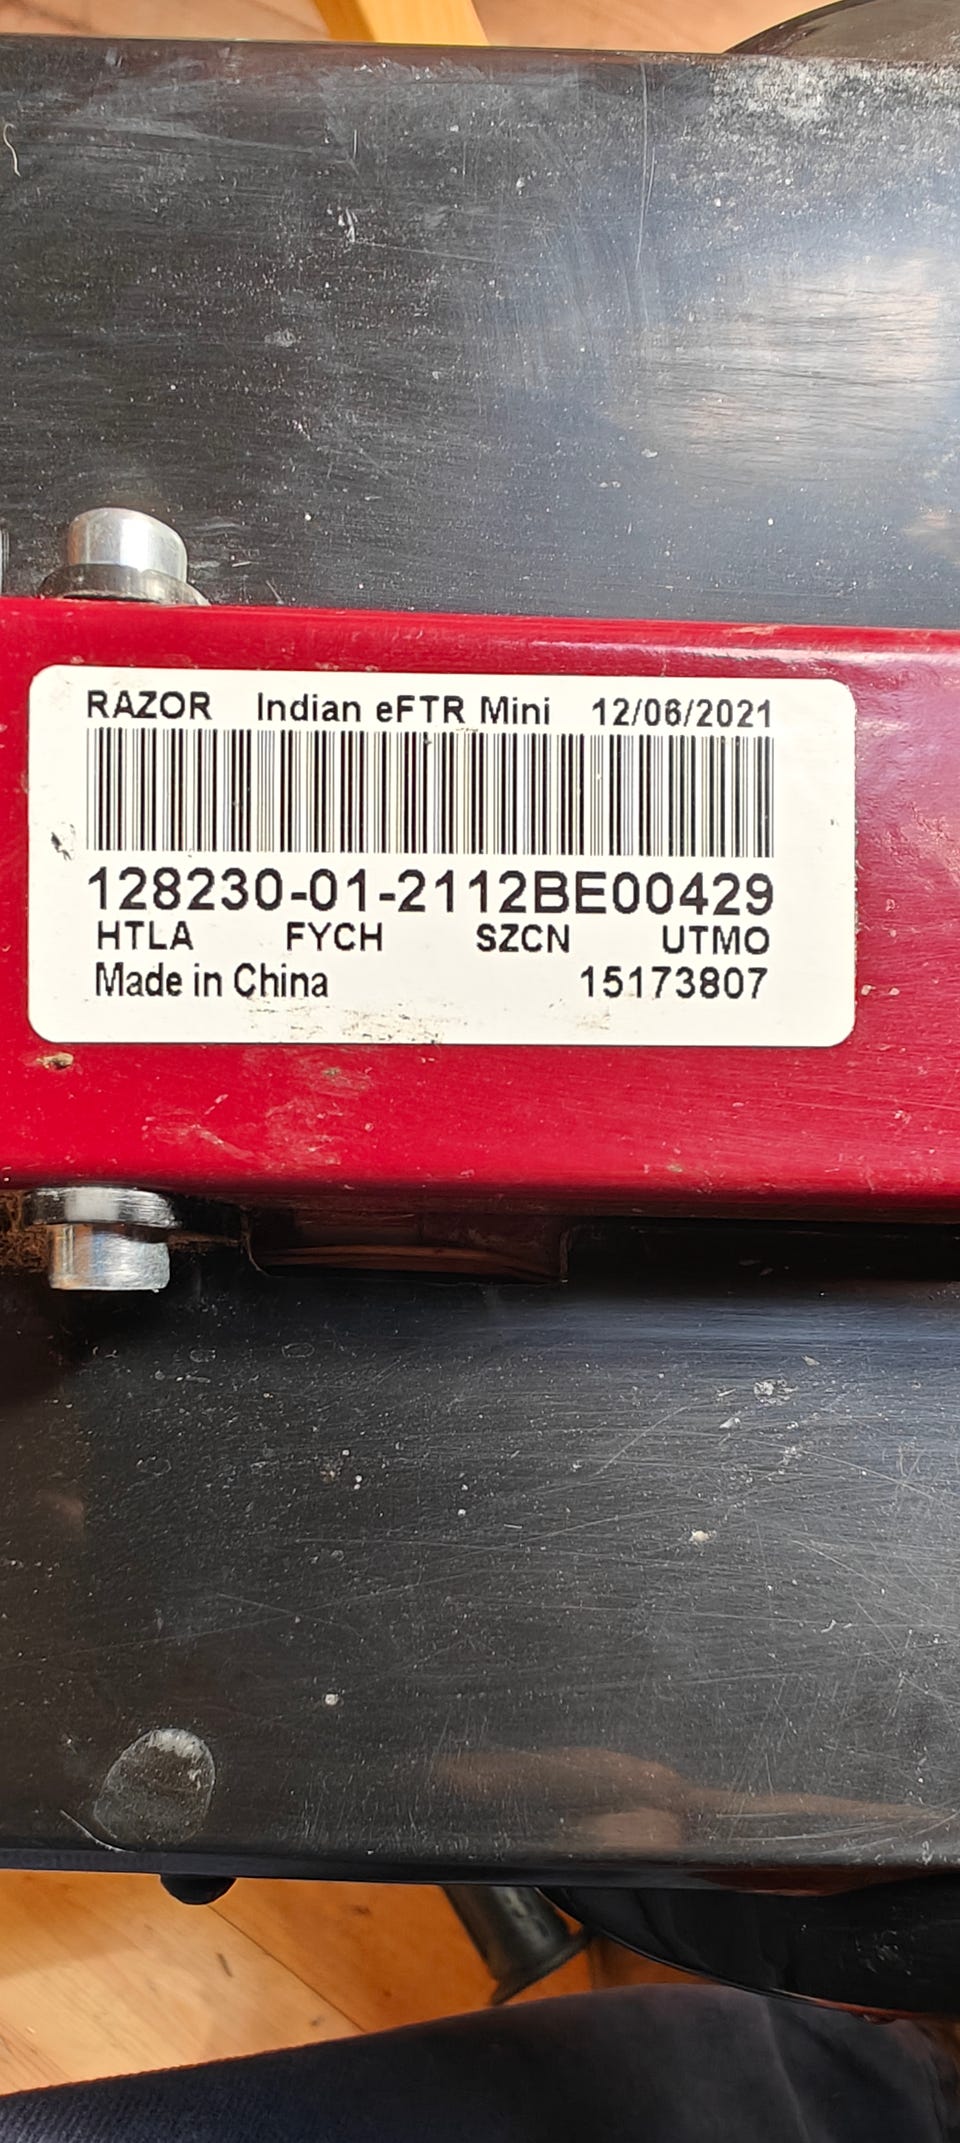 RAZOR Indian eFTR Mini 12/06/2021
128230-01-2112BE00429
HTLA FYCH SZCN UTMO
Made in China 15173807